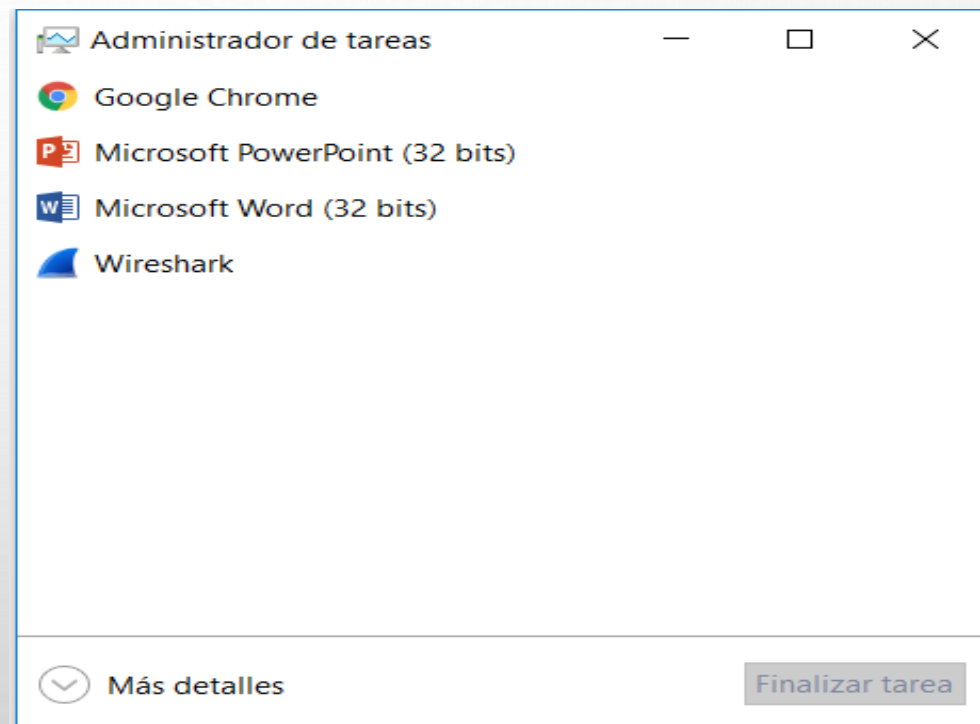 Administrador de tareas
Google Chrome
Microsoft PowerPoint (32 bits)
Microsoft Word (32 bits)
Wireshark
Más detalles
Finalizar tarea